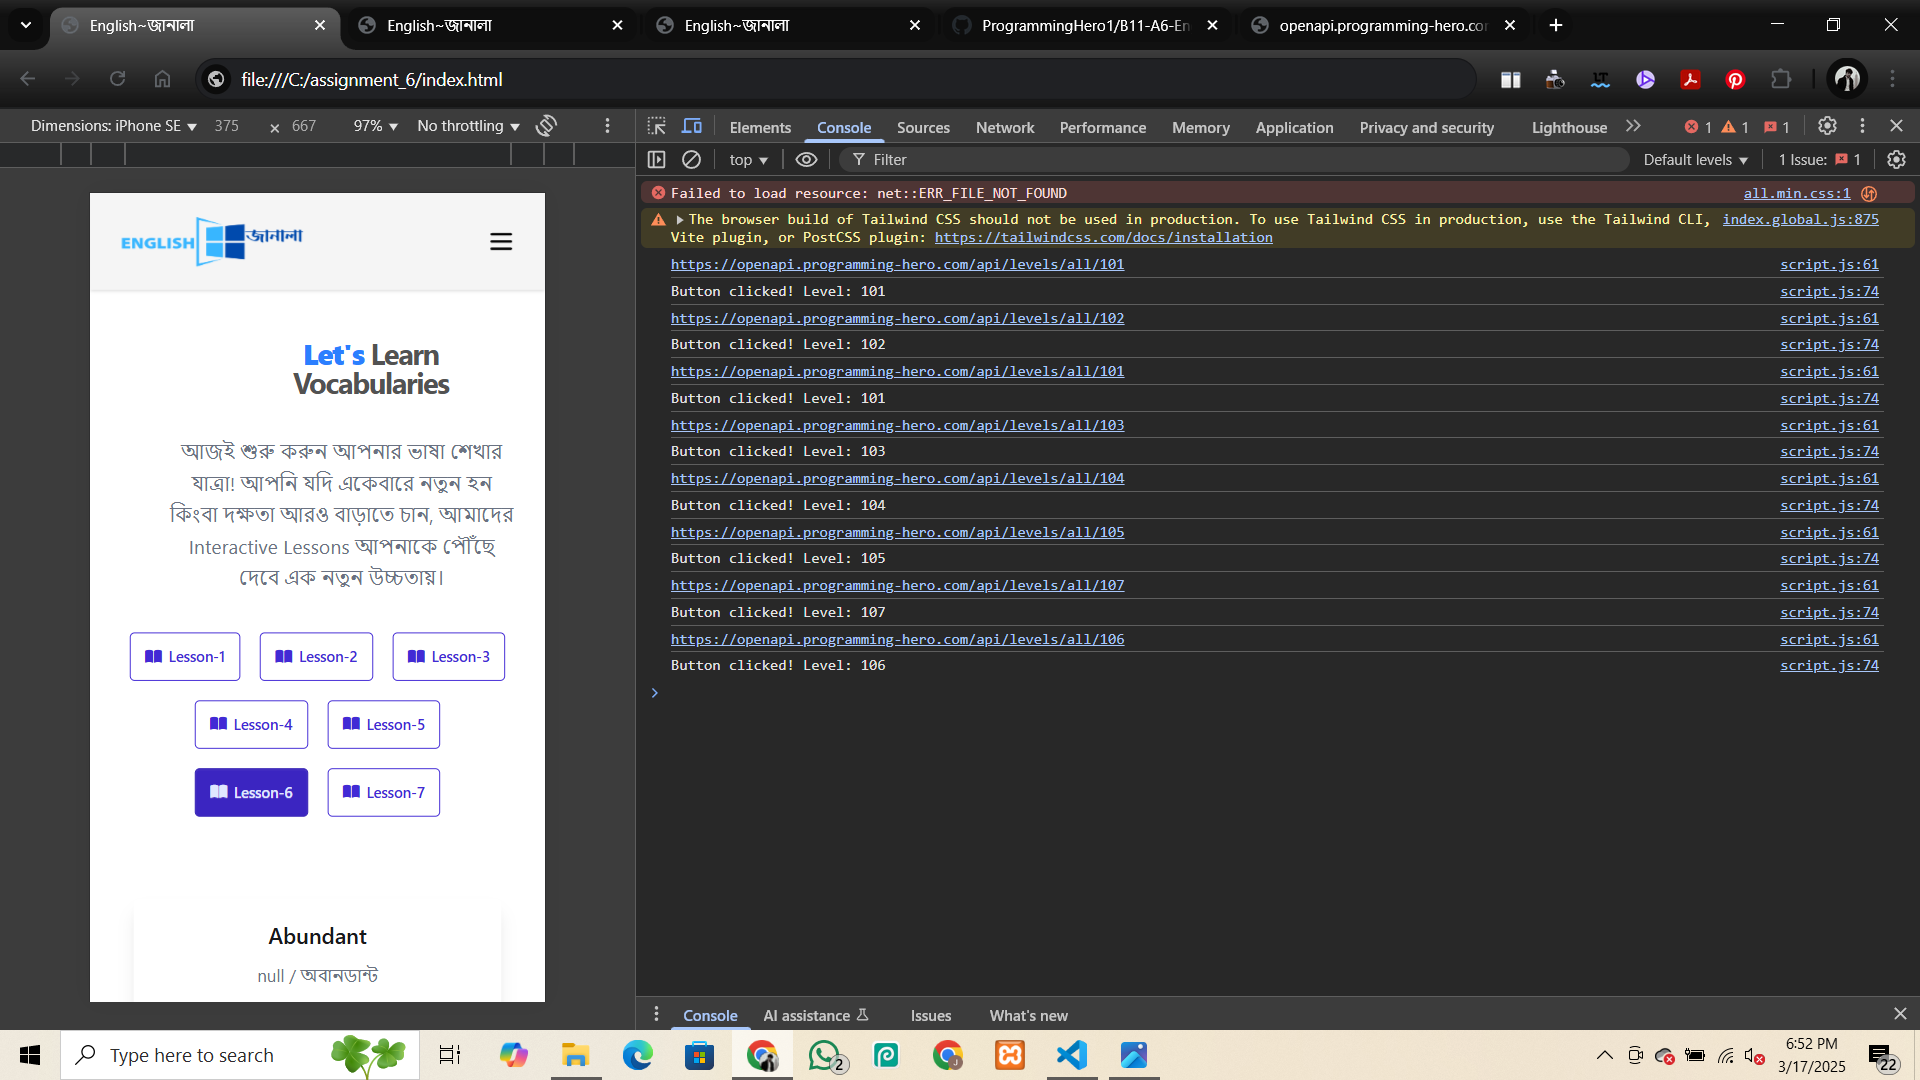 English~জানালা
English~জানালা
English~জানালা
ProgrammingHero1/B11-A6-En
openapi.programming-hero.co
file:///C:/assignment_6/index.html
Dimensions: iPhone SE 375 × 667 97% No throttling
Elements Console Sources Network Performance Memory Application Privacy and security Lighthouse 1 1 1
top Filter Default levels 1 Issue: 1
Failed to load resource: net::ERR_FILE_NOT_FOUND all.min.css:1
The browser build of Tailwind CSS should not be used in production. To use Tailwind CSS in production, use the Tailwind CLI, index.global.js:875
Vite plugin, or PostCSS plugin: https://tailwindcss.com/docs/installation
https://openapi.programming-hero.com/api/levels/all/101 script.js:61
Button clicked! Level: 101 script.js:74
https://openapi.programming-hero.com/api/levels/all/102 script.js:61
Button clicked! Level: 102 script.js:74
https://openapi.programming-hero.com/api/levels/all/101 script.js:61
Button clicked! Level: 101 script.js:74
https://openapi.programming-hero.com/api/levels/all/103 script.js:61
Button clicked! Level: 103 script.js:74
https://openapi.programming-hero.com/api/levels/all/104 script.js:61
Button clicked! Level: 104 script.js:74
https://openapi.programming-hero.com/api/levels/all/105 script.js:61
Button clicked! Level: 105 script.js:74
https://openapi.programming-hero.com/api/levels/all/107 script.js:61
Button clicked! Level: 107 script.js:74
https://openapi.programming-hero.com/api/levels/all/106 script.js:61
Button clicked! Level: 106 script.js:74
ENGLISH জানালা
Let's Learn
Vocabularies
আজই শুরু করুন আপনার ভাষা শেখার
যাত্রা! আপনি যদি একেবারে নতুন হন
কিংবা দক্ষতা আরও বাড়াতে চান, আমাদের
Interactive Lessons আপনাকে পৌঁছে
দেবে এক নতুন উচ্চতায়।
Lesson-1 Lesson-2 Lesson-3
Lesson-4 Lesson-5
Lesson-6 Lesson-7
Abundant
null / অবানডান্ট
Console AI assistance Issues What's new
Type here to search
2
6:52 PM
3/17/2025
22